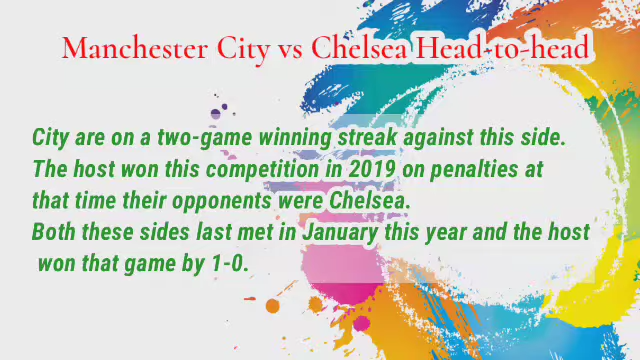 Manchester City vs Chelsea Head-to-head
City are on a two-game winning streak against this side.
The host won this competition in 2019 on penalties at
that time their opponents were Chelsea.
Both these sides last met in January this year and the host
won that game by 1-0.